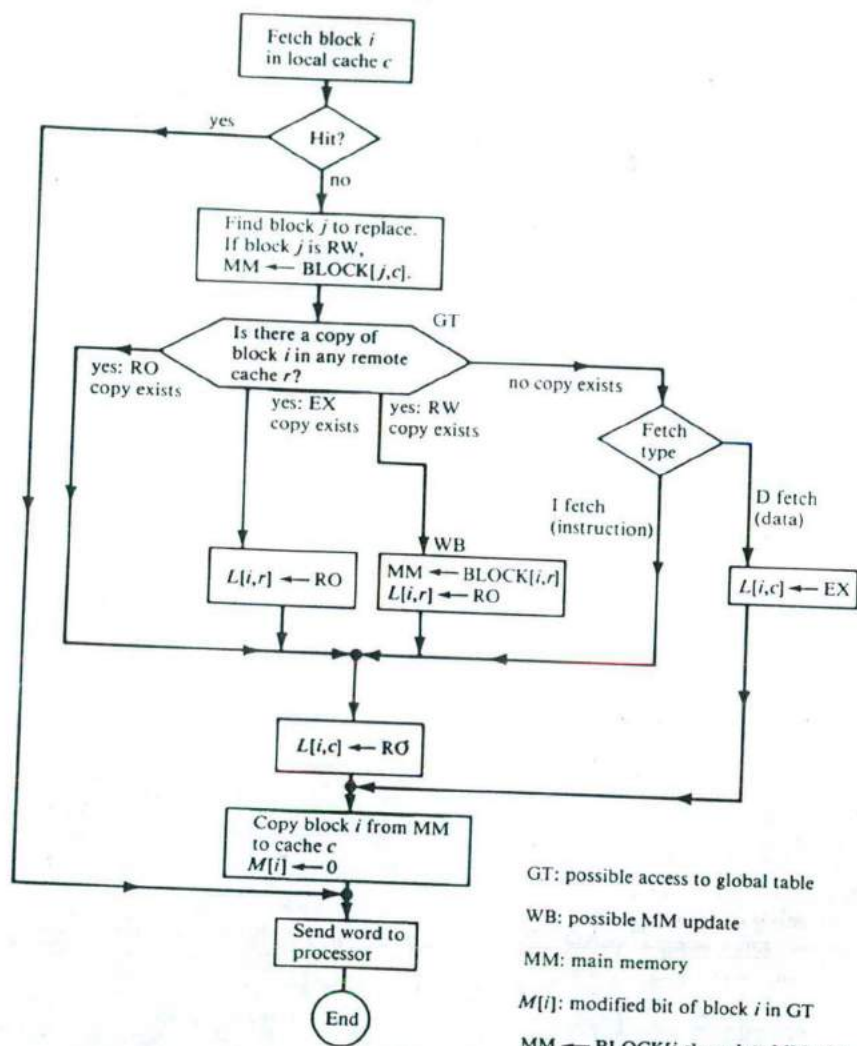 Fetch block i
in local cache c
yes
Hit?
no
Find block j to replace.
If block j is RW,
MM ← BLOCK[j,c].
GT
Is there a copy of
block i in any remote
cache r?
yes: RO
copy exists
yes: EX
copy exists
yes: RW
copy exists
no copy exists
Fetch
type
I fetch
(instruction)
D fetch
(data)
WB
L[i,r] ← RO
MM ← BLOCK[i,r]
L[i,r] ← RO
L[i,c] ← EX
L[i,c] ← RO
Copy block i from MM
to cache c
M[i] ← 0
Send word to
processor
End
GT: possible access to global table
WB: possible MM update
MM: main memory
M[i]: modified bit of block i in GT
MM ← BLOCK[i